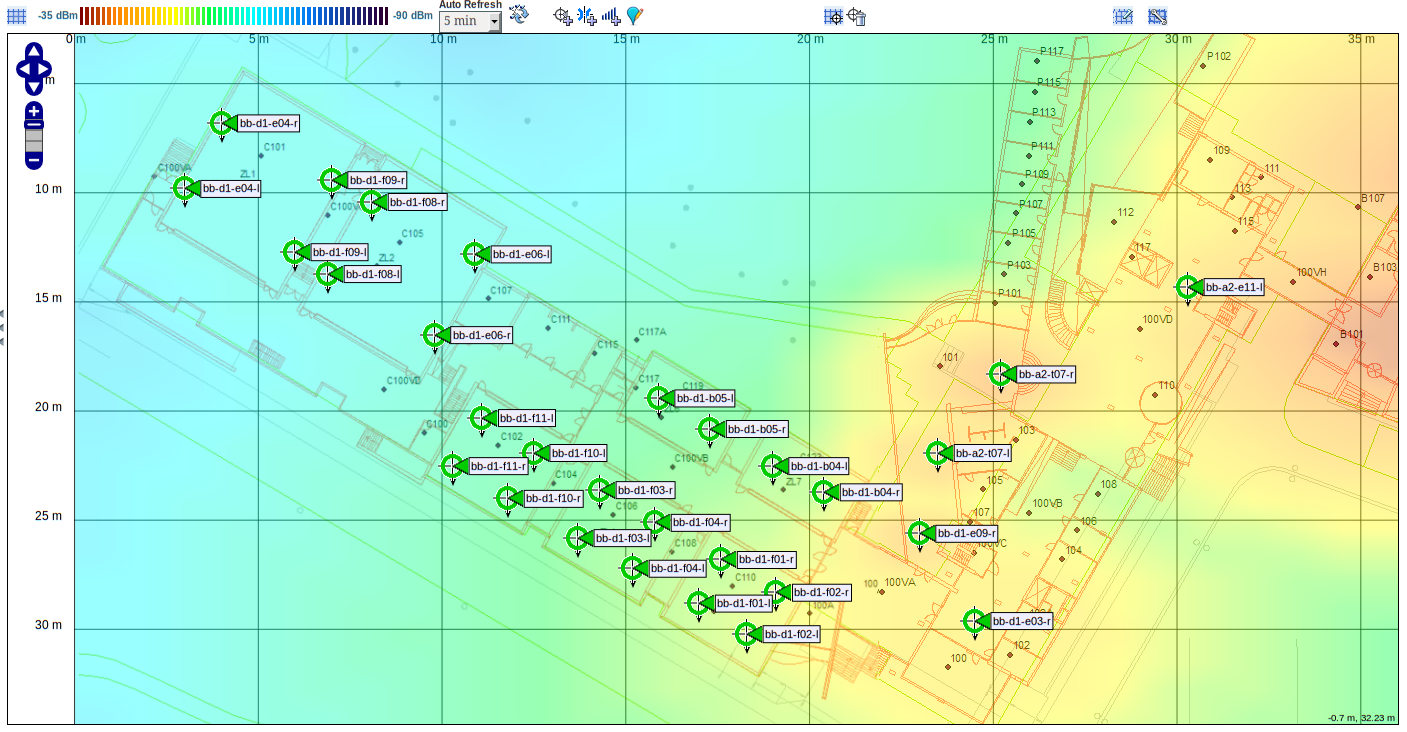 Auto Refresh
-35 dBm
-90 dBm
5 min
0 m
5 m
10 m
15 m
20 m
25 m
30 m
35 m
m
P117
P102
P115
P113
bb-d1-e04-r
C101
P111
109
C100VA
ZL1
111
bb-d1-f09-r
P109
10 m
bb-d1-e04-l
113
bb-d1-f08-r
B107
P107
112
115
C105
P105
bb-d1-f09-l
bb-d1-e06-l
117
ZL2
bb-d1-f08-l
P103
100VH
B103
bb-a2-e11-l
C107
P101
15 m
C111
100VD
bb-d1-e06-r
C117A
B101
C115
101
bb-a2-t07-r
C100VD
C117
C119
110
bb-d1-b05-l
20 m
bb-d1-f11-l
C100
bb-d1-b05-r
103
C102
bb-d1-f10-l
bb-a2-t07-l
C100VB
bb-d1-f11-r
bb-d1-b04-l
C104
ZL7
105
108
bb-d1-f03-r
bb-d1-b04-r
bb-d1-f10-r
C106
100VB
25 m
107
bb-d1-f04-r
106
bb-d1-f03-l
bb-d1-e09-r
C108
104
bb-d1-f01-r
bb-d1-f04-l
C110
100
100VA
bb-d1-f02-r
bb-d1-f01-l
100A
30 m
bb-d1-e03-r
bb-d1-f02-l
102
100
-0.7 m, 32.23 m